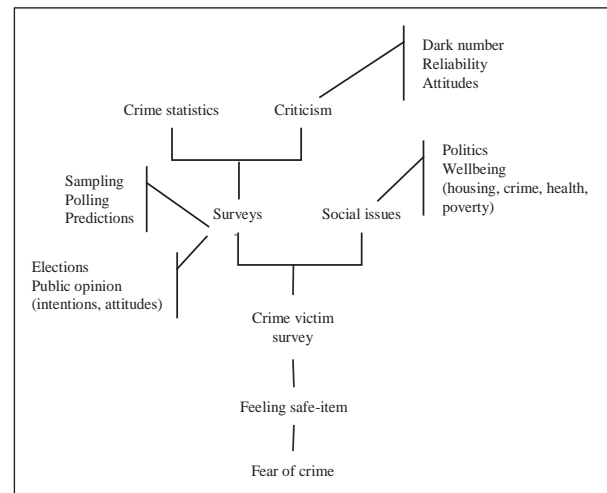 Dark number
Reliability
Attitudes
Crime statistics
Criticism
Politics
Wellbeing
(housing, crime, health,
poverty)
Sampling
Polling
Predictions
Surveys
Social issues
Elections
Public opinion
(intentions, attitudes)
Crime victim
survey
Feeling safe-item
Fear of crime